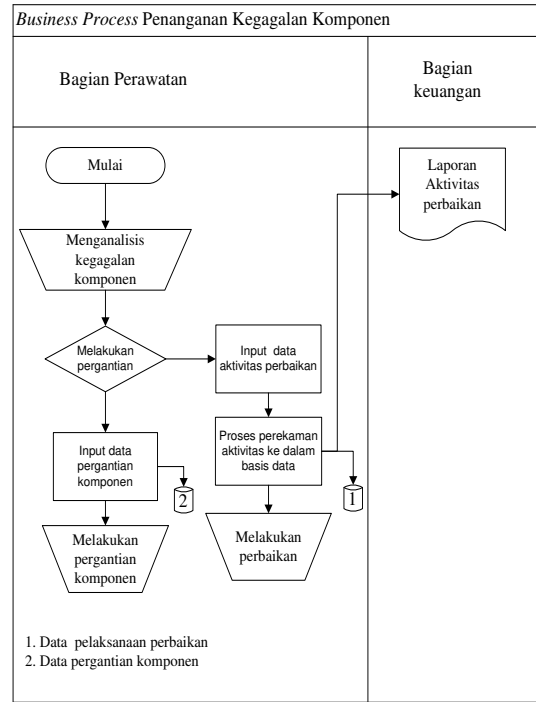 Business Process Penanganan Kegagalan Komponen
Bagian Perawatan
Bagian
keuangan
Mulai
Laporan
Aktivitas
perbaikan
Menganalisis
kegagalan
komponen
Melakukan
pergantian
Input data
aktivitas perbaikan
Input data
pergantian
komponen
2
Proses perekaman
aktivitas ke dalam
basis data
1
Melakukan
pergantian
komponen
Melakukan
perbaikan
1. Data pelaksanaan perbaikan
2. Data pergantian komponen